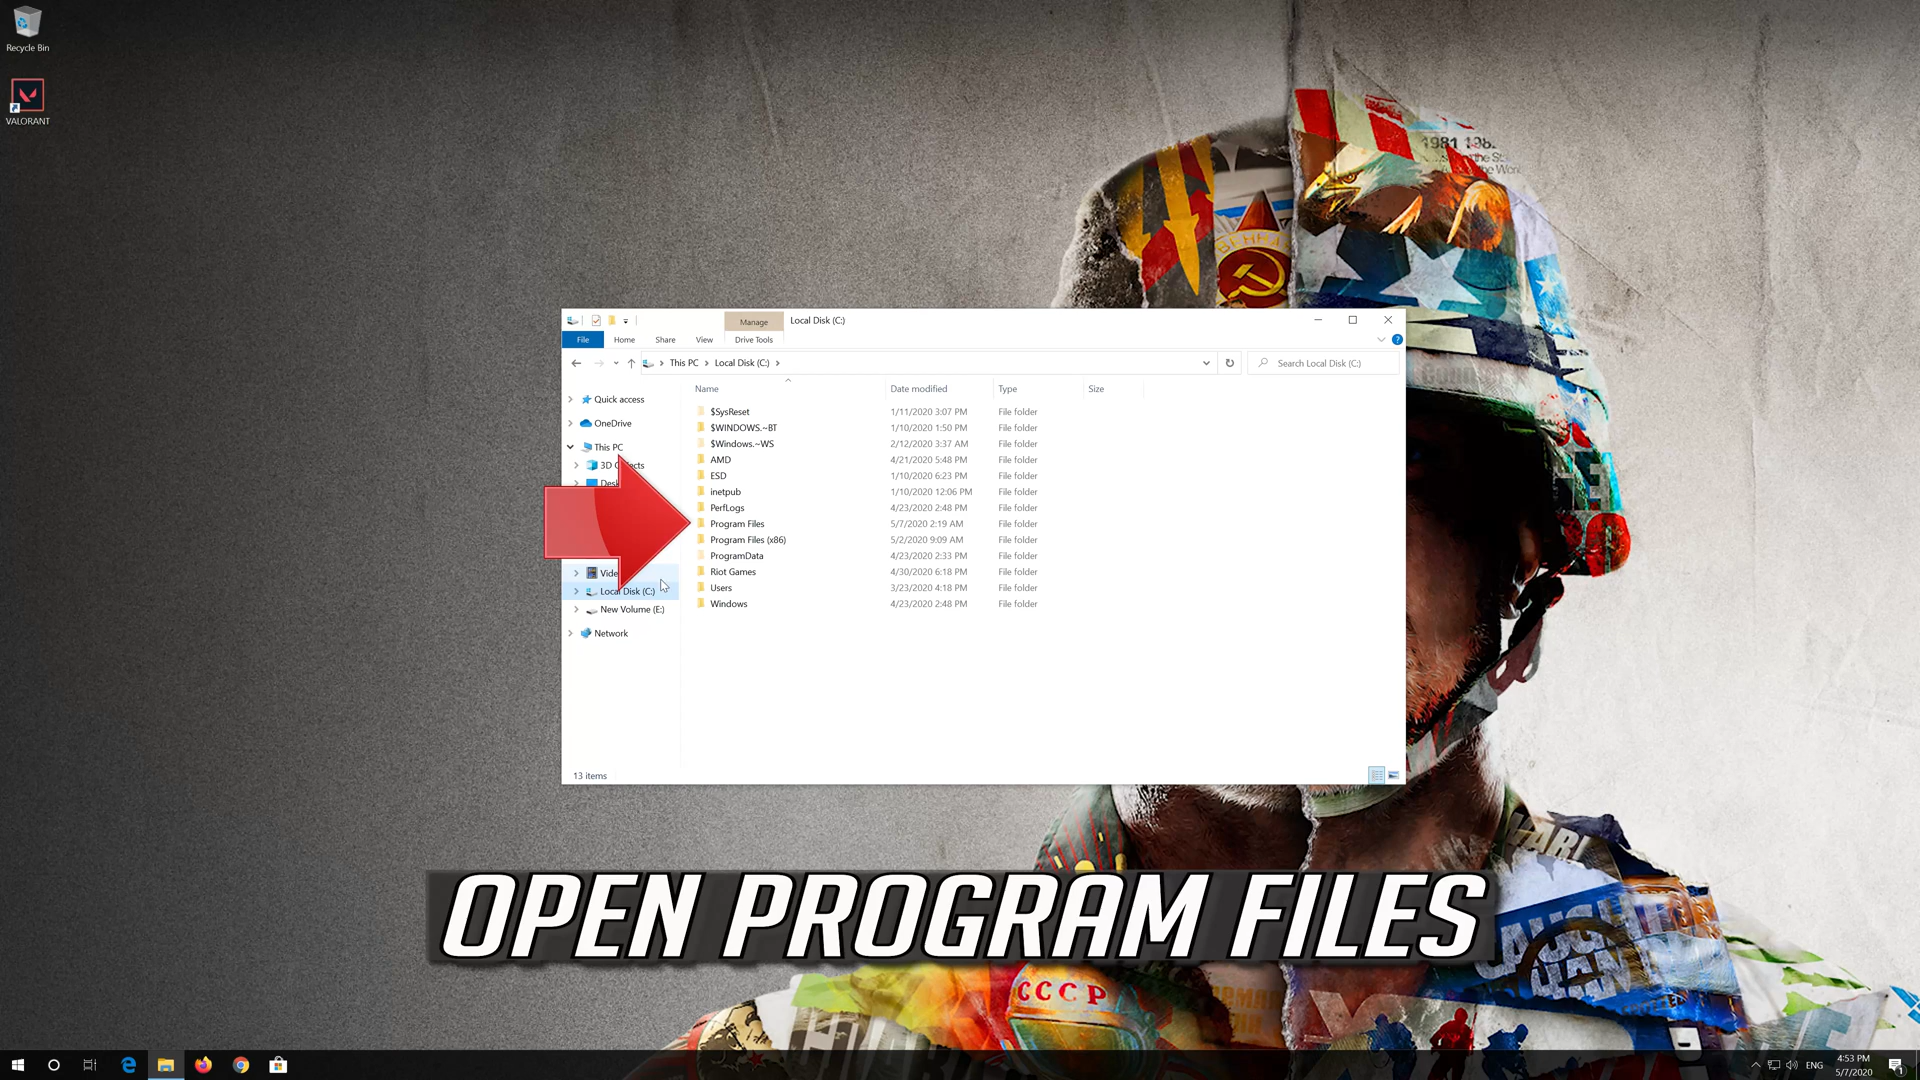 Recycle Bin
VALORANT
Manage
Local Disk (C:)
File
Home
Share
View
Drive Tools
This PC
Local Disk (C:)
Search Local Disk (C:)
Name
Date modified
Type
Size
Quick access
OneDrive
This PC
3D
Local Disk (C:)
New Volume (E:)
Network
$SysReset 1/11/2020 3:07 PM File folder
$WINDOWS.~BT 1/10/2020 1:50 PM File folder
$Windows.~WS 2/12/2020 3:37 AM File folder
AMD 4/21/2020 5:48 PM File folder
ESD 1/10/2020 6:23 PM File folder
inetpub 1/10/2020 12:06 PM File folder
PerfLogs 4/23/2020 2:48 PM File folder
Program Files 5/7/2020 2:19 AM File folder
Program Files (x86) 5/2/2020 9:09 AM File folder
ProgramData 4/23/2020 2:33 PM File folder
Riot Games 4/30/2020 6:18 PM File folder
Users 3/23/2020 4:18 PM File folder
Windows 4/23/2020 2:48 PM File folder
13 items
OPEN PROGRAM FILES
CCCP
ENG
4:53 PM
5/7/2020